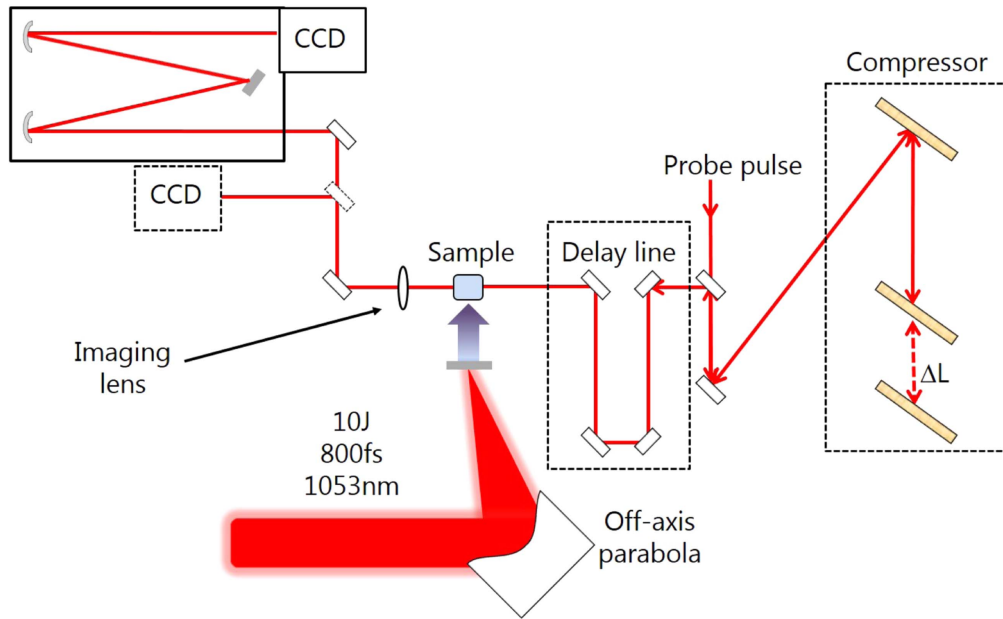 CCD
Compressor
Probe pulse
CCD
Sample
Delay line
Imaging
lens
ΔL
10J
800fs
1053nm
Off-axis
parabola